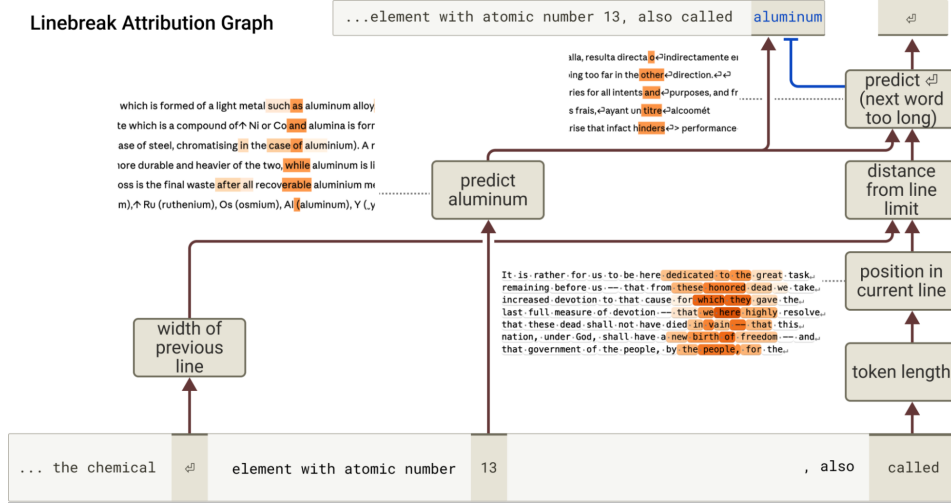 Linebreak Attribution Graph
...element with atomic number 13, also called aluminum ⏎
alla, resulta directa o⏎indirectamente
ing too far in the other⏎direction.⏎⏎
ries for all intents and⏎purposes, and fr
s frais,⏎ayant un titre⏎alcoomét
rise that infact hinders⏎> performance
predict ⏎
(next word
too long)
which is formed of a light metal such as aluminum alloy
te which is a compound of↑ Ni or Co and alumina is forr
ase of steel, chromatising in the case of aluminium). A r
ore durable and heavier of the two, while aluminum is li
oss is the final waste after all recoverable aluminium me
m),↑ Ru (ruthenium), Os (osmium), Al (aluminum), Y (_y
predict
aluminum
distance
from line
limit
It·is·rather·for·us·to·be·here·dedicated·to·the·great·task↵
remaining·before·us·--·that·from·these·honored·dead·we·take↵
increased·devotion·to·that·cause·for·which·they·gave·the↵
last·full·measure·of·devotion·--·that·we·here·highly·resolve↵
that·these·dead·shall·not·have·died·in·vain·--·that·this↵
nation,·under·God,·shall·have·a·new·birth·of·freedom·--·and↵
that·government·of·the·people,·by·the·people,·for·the↵
position in
current line
width of
previous
line
token length
... the chemical ⏎ element with atomic number 13 , also called